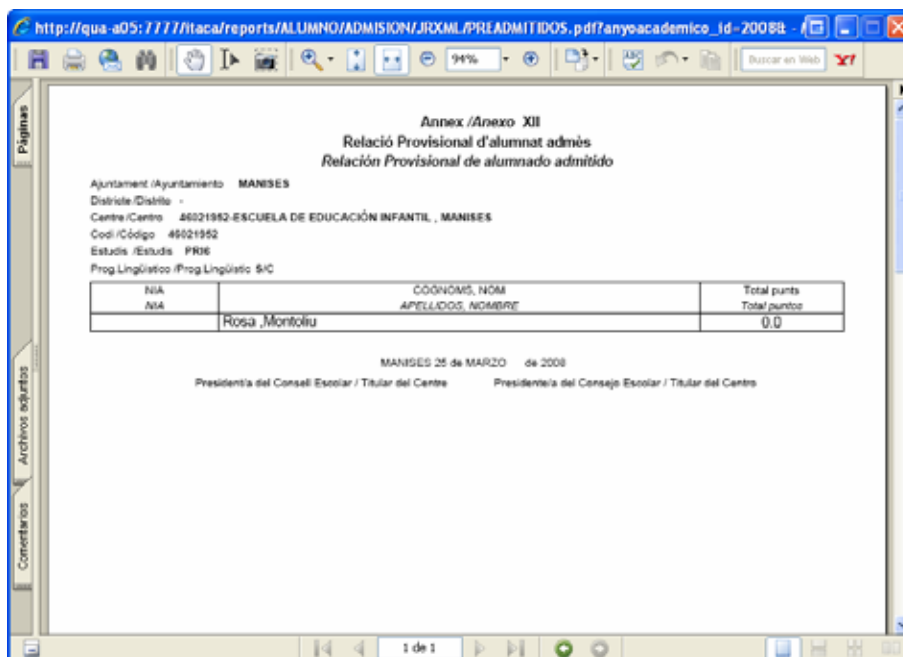 http://qua-a05:7777/itaca/reports/ALUMNO/ADMISION/JRXML/PREADMITIDOS.pdf?anyoacademico_id=2008& -
94%
Buscar en Web
Y!
Páginas
Archivos adjuntos
Comentarios
Annex /Anexo XII
Relació Provisional d'alumnat admès
Relación Provisional de alumnado admitido
Ajuntament /Ayuntamiento MANISES
Districte /Distrito -
Centre /Centro 46021952-ESCUELA DE EDUCACIÓN INFANTIL , MANISES
Codi /Código 46021952
Estudis /Estudis PRI6
Prog.Lingüistico /Prog.Lingüístic S/C
NIA COGNOMS, NOM Total punts
NIA APELLIDOS, NOMBRE Total puntos
Rosa ,Montoliu 0.0
MANISES 25 de MARZO de 2008
President/a del Consell Escolar / Titular del Centre Presidente/a del Consejo Escolar / Titular del Centro
1 de 1